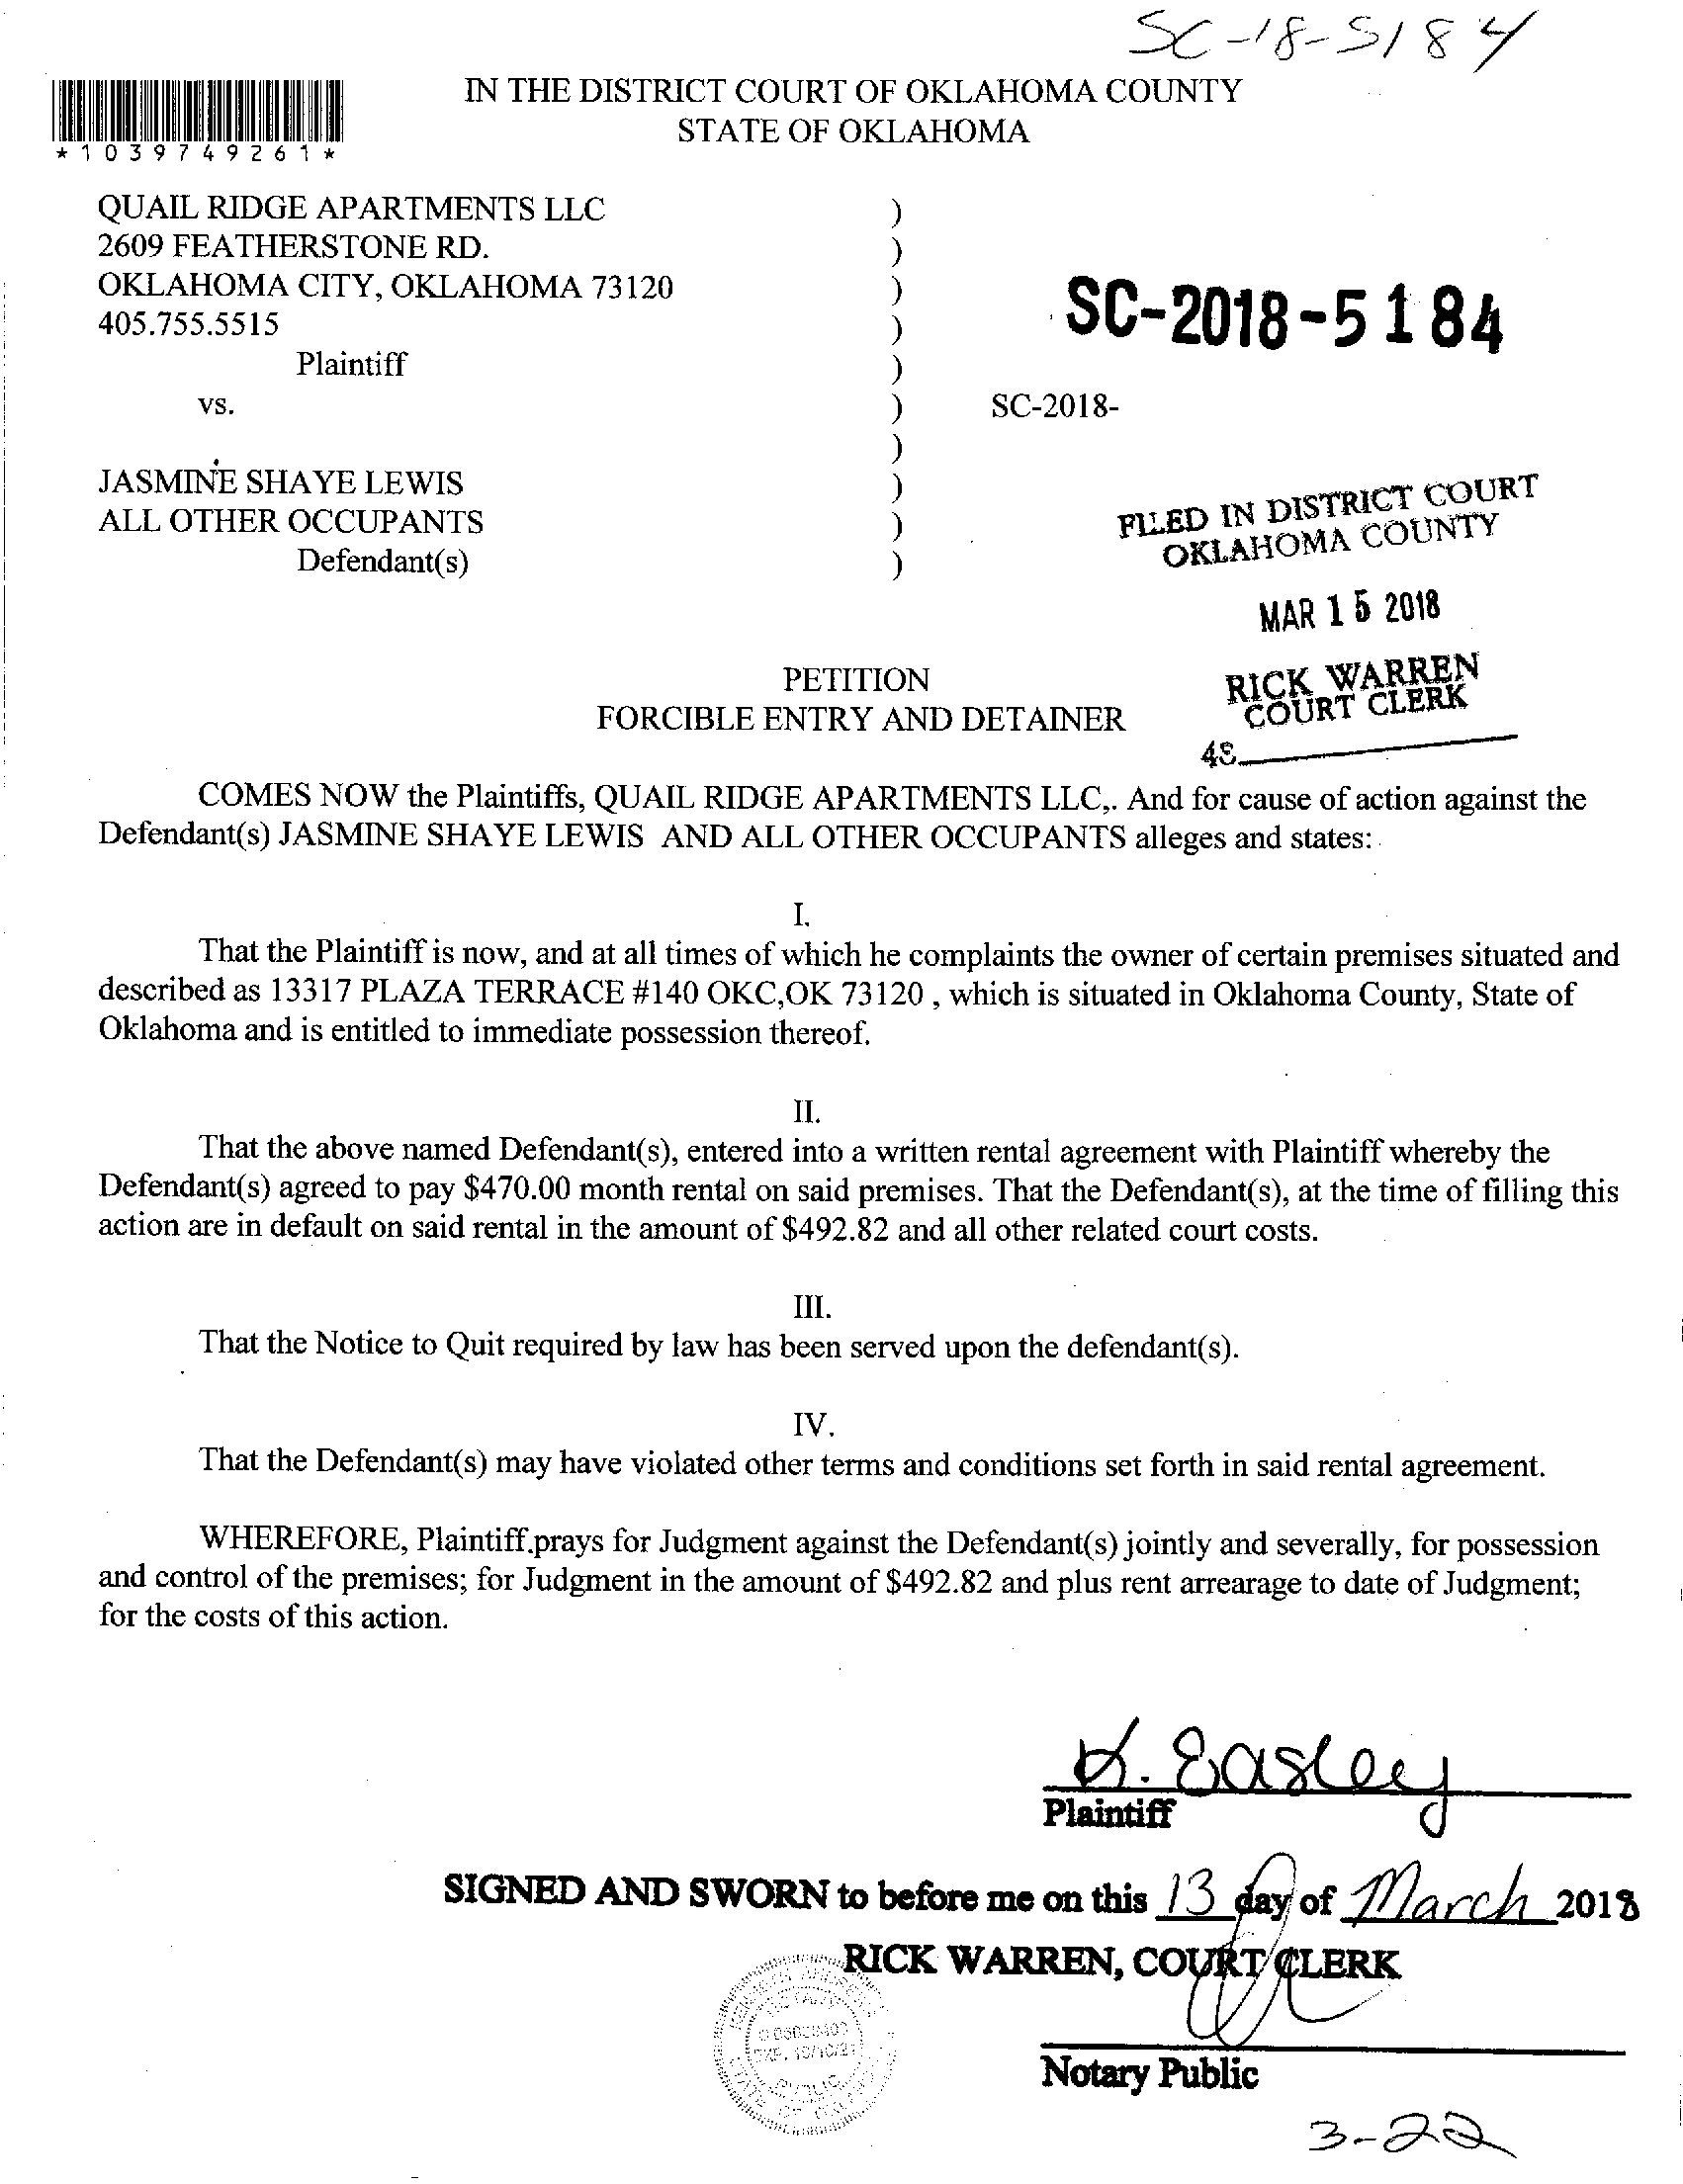 SC-18-5184
IN THE DISTRICT COURT OF OKLAHOMA COUNTY
STATE OF OKLAHOMA
*1039749261*
QUAIL RIDGE APARTMENTS LLC )
2609 FEATHERSTONE RD. )
OKLAHOMA CITY, OKLAHOMA 73120 )
405.755.5515 )
SC-2018-5184
Plaintiff )
vs. ) SC-2018-
)
JASMINE SHAYE LEWIS )
ALL OTHER OCCUPANTS )
Defendant(s) )
FILED IN DISTRICT COURT
OKLAHOMA COUNTY
MAR 15 2018
RICK WARREN
COURT CLERK
48
PETITION
FORCIBLE ENTRY AND DETAINER
COMES NOW the Plaintiffs, QUAIL RIDGE APARTMENTS LLC,. And for cause of action against the
Defendant(s) JASMINE SHAYE LEWIS AND ALL OTHER OCCUPANTS alleges and states:
I.
That the Plaintiff is now, and at all times of which he complaints the owner of certain premises situated and
described as 13317 PLAZA TERRACE #140 OKC,OK 73120 , which is situated in Oklahoma County, State of
Oklahoma and is entitled to immediate possession thereof.
II.
That the above named Defendant(s), entered into a written rental agreement with Plaintiff whereby the
Defendant(s) agreed to pay $470.00 month rental on said premises. That the Defendant(s), at the time of filling this
action are in default on said rental in the amount of $492.82 and all other related court costs.
III.
That the Notice to Quit required by law has been served upon the defendant(s).
IV.
That the Defendant(s) may have violated other terms and conditions set forth in said rental agreement.
WHEREFORE, Plaintiff prays for Judgment against the Defendant(s) jointly and severally, for possession
and control of the premises; for Judgment in the amount of $492.82 and plus rent arrearage to date of Judgment;
for the costs of this action.
K. Easley
Plaintiff
SIGNED AND SWORN to before me on this 13 day of March 2018
RICK WARREN, COURT CLERK
Notary Public
3-22